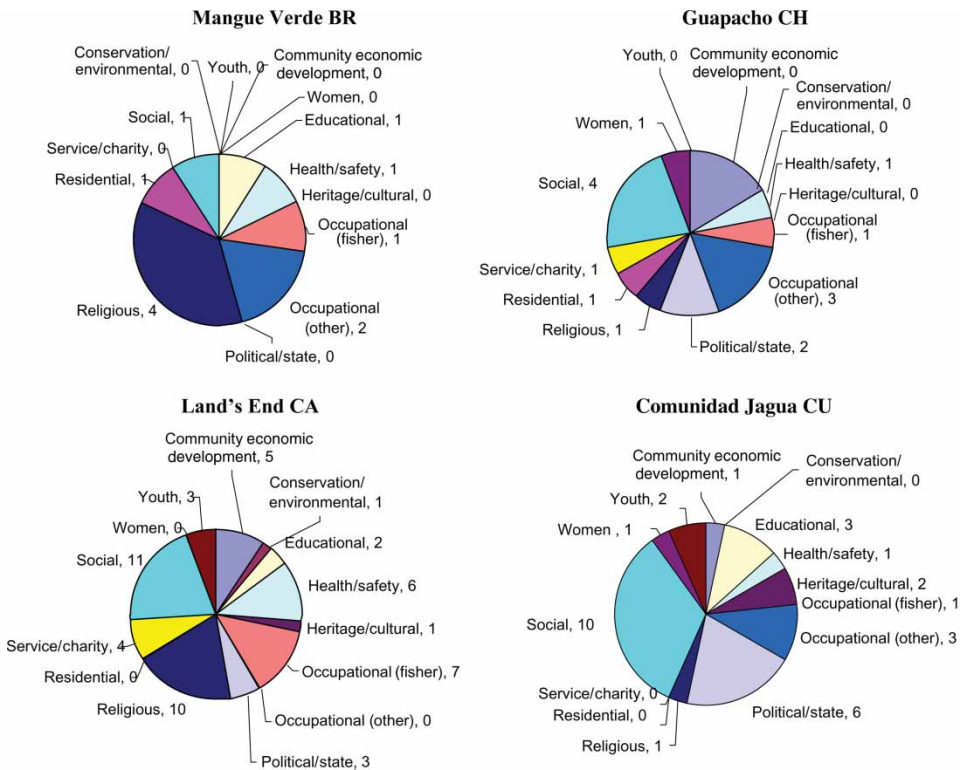 Mangue Verde BR
Conservation/
environmental, 0
Youth, 0
Community economic
development, 0
Women, 0
Educational, 1
Social, 1
Service/charity, 0
Residential, 1
Health/safety, 1
Heritage/cultural, 0
Occupational
(fisher), 1
Religious, 4
Occupational
(other), 2
Political/state, 0
Guapacho CH
Youth, 0
Community economic
development, 0
Conservation/
environmental, 0
Women, 1
Educational, 0
Social, 4
Health/safety, 1
Heritage/cultural, 0
Occupational
(fisher), 1
Service/charity, 1
Residential, 1
Occupational
(other), 3
Religious, 1
Political/state, 2
Land's End CA
Community economic
development, 5
Conservation/
environmental, 1
Youth, 3
Women, 0
Educational, 2
Social, 11
Health/safety, 6
Heritage/cultural, 1
Service/charity, 4
Occupational (fisher), 7
Residential, 0
Religious, 10
Occupational (other), 0
Political/state, 3
Comunidad Jagua CU
Community economic
development, 1
Conservation/
environmental, 0
Youth, 2
Women, 1
Educational, 3
Health/safety, 1
Heritage/cultural, 2
Occupational (fisher), 1
Social, 10
Occupational (other), 3
Service/charity, 0
Residential, 0
Political/state, 6
Religious, 1